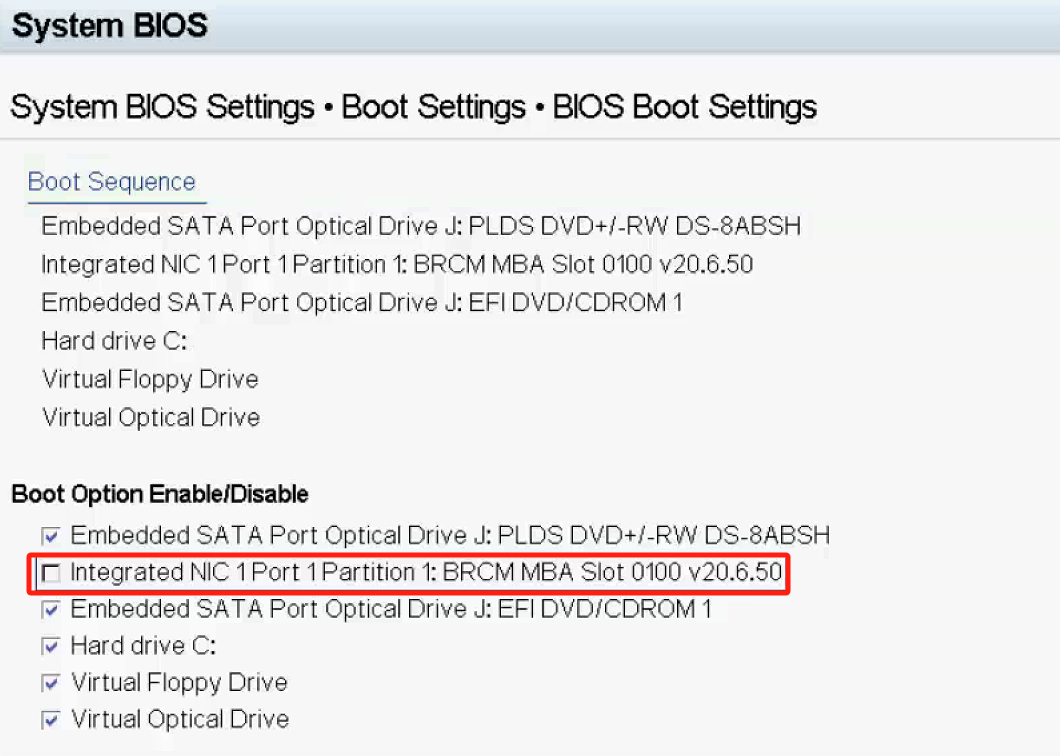 System BIOS
System BIOS Settings • Boot Settings • BIOS Boot Settings
Boot Sequence
Embedded SATA Port Optical Drive J: PLDS DVD+/-RW DS-8ABSH
Integrated NIC 1 Port 1 Partition 1: BRCM MBA Slot 0100 v20.6.50
Embedded SATA Port Optical Drive J: EFI DVD/CDROM 1
Hard drive C:
Virtual Floppy Drive
Virtual Optical Drive
Boot Option Enable/Disable
Embedded SATA Port Optical Drive J: PLDS DVD+/-RW DS-8ABSH
Integrated NIC 1 Port 1 Partition 1: BRCM MBA Slot 0100 v20.6.50
Embedded SATA Port Optical Drive J: EFI DVD/CDROM 1
Hard drive C:
Virtual Floppy Drive
Virtual Optical Drive